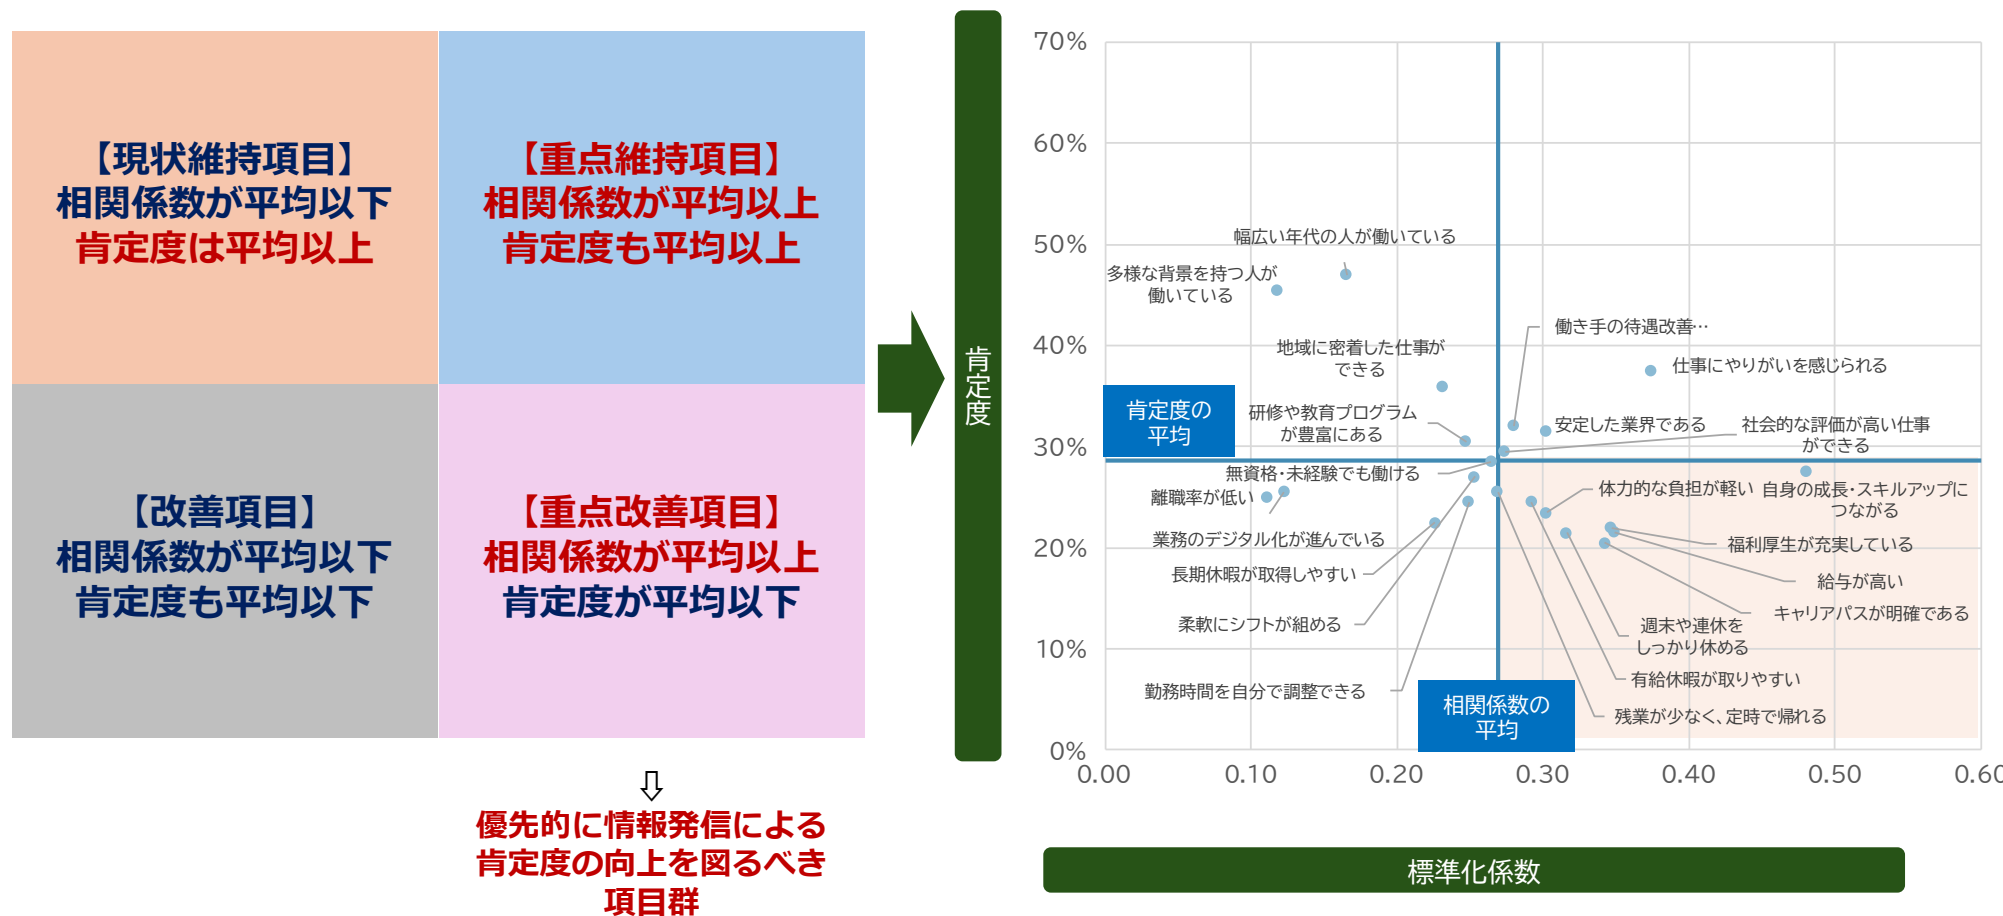 【現状維持項目】
相関係数が平均以下
肯定度は平均以上
【重点維持項目】
相関係数が平均以上
肯定度も平均以上
【改善項目】
相関係数が平均以下
肯定度も平均以下
【重点改善項目】
相関係数が平均以上
肯定度が平均以下
優先的に情報発信による
肯定度の向上を図るべき
項目群
肯定度
70%
60%
50%
40%
30%
20%
10%
0%
幅広い年代の人が働いている
多様な背景を持つ人が
働いている
働き手の待遇改善…
地域に密着した仕事が
できる
仕事にやりがいを感じられる
肯定度の
平均
研修や教育プログラム
が豊富にある
安定した業界である
社会的な評価が高い仕事
ができる
無資格・未経験でも働ける
離職率が低い
体力的な負担が軽い
自身の成長・スキルアップに
つながる
業務のデジタル化が進んでいる
福利厚生が充実している
長期休暇が取得しやすい
給与が高い
キャリアパスが明確である
柔軟にシフトが組める
週末や連休を
しっかり休める
有給休暇が取りやすい
勤務時間を自分で調整できる
残業が少なく、定時で帰れる
相関係数の
平均
0.00
0.10
0.20
0.30
0.40
0.50
0.60
標準化係数